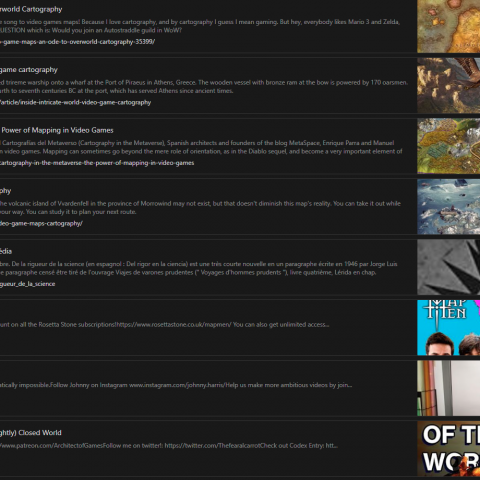 rworld Cartography
e song to video games maps! Because I love cartography, and by cartography I guess I mean gaming. But hey, everybody likes Mario 3 and Zelda,
QUESTION which is: Would you join an Autostraddle guild in WoW?
-game-maps-an-ode-to-overworld-cartography-35399/
game cartography
d trireme warship onto a wharf at the Port of Piraeus in Athens, Greece. The wooden vessel with bronze ram at the bow is powered by 170 oarsmen.
rth to seventh centuries BC at the port, which has served Athens since ancient times.
/article/inside-intricate-world-video-game-cartography
Power of Mapping in Video Games
Cartografías del Metaverso (Cartography in the Metaverse), Spanish architects and founders of the blog MetaSpace, Enrique Parra and Manuel
n video games. Mapping can sometimes go beyond the mere role of orientation, as in the Diablo sequel, and become a very important element of
cartography-in-the-metaverse-the-power-of-mapping-in-video-games
phy
he volcanic island of Vvardenfell in the province of Morrowind may not exist, but that doesn't diminish this map's reality. You can take it out while
your way. You can study it to plan your next route.
deo-game-maps-cartography/
édia
bre. De la rigueur de la science (en espagnol : Del rigor en la ciencia) est une très courte nouvelle en un paragraphe écrite en 1946 par Jorge Luis
e paragraphe censé être tiré de l'ouvrage Viajes de varones prudentes (" Voyages d'hommes prudents "), livre quatrième, Lérida en chap.
gueur_de_la_science
MAP
TITEN
unt on all the Rosetta Stone subscriptions!https://www.rosettastone.co.uk/mapmen/ You can also get unlimited access...
atically impossible.Follow Johnny on Instagram www.instagram.com/johnny.harris/Help us make more ambitious videos by join...
ghtly) Closed World
/www.patreon.com/ArchitectofGamesFollow me on twitter!: https://twitter.com/ThefearalcarrotCheck out Codex Entry: htt...
OF T
WOR